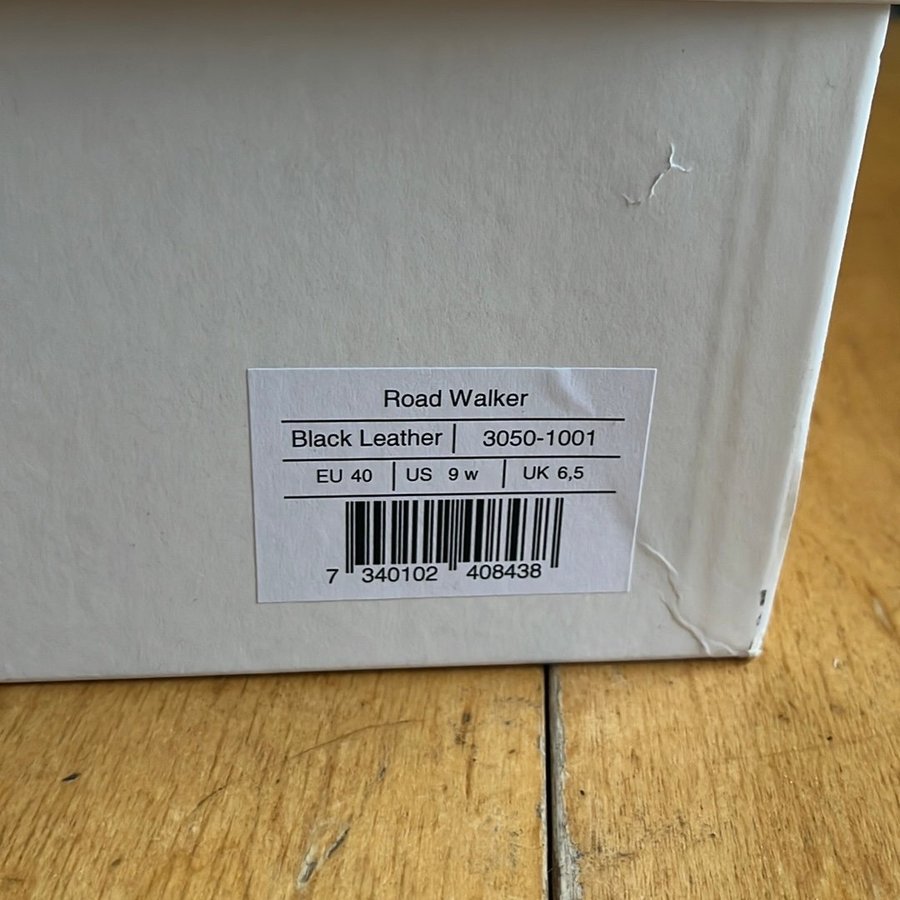 Road Walker
Black Leather | 3050-1001
EU 40 | US 9 w | UK 6,5
7 340102 408438